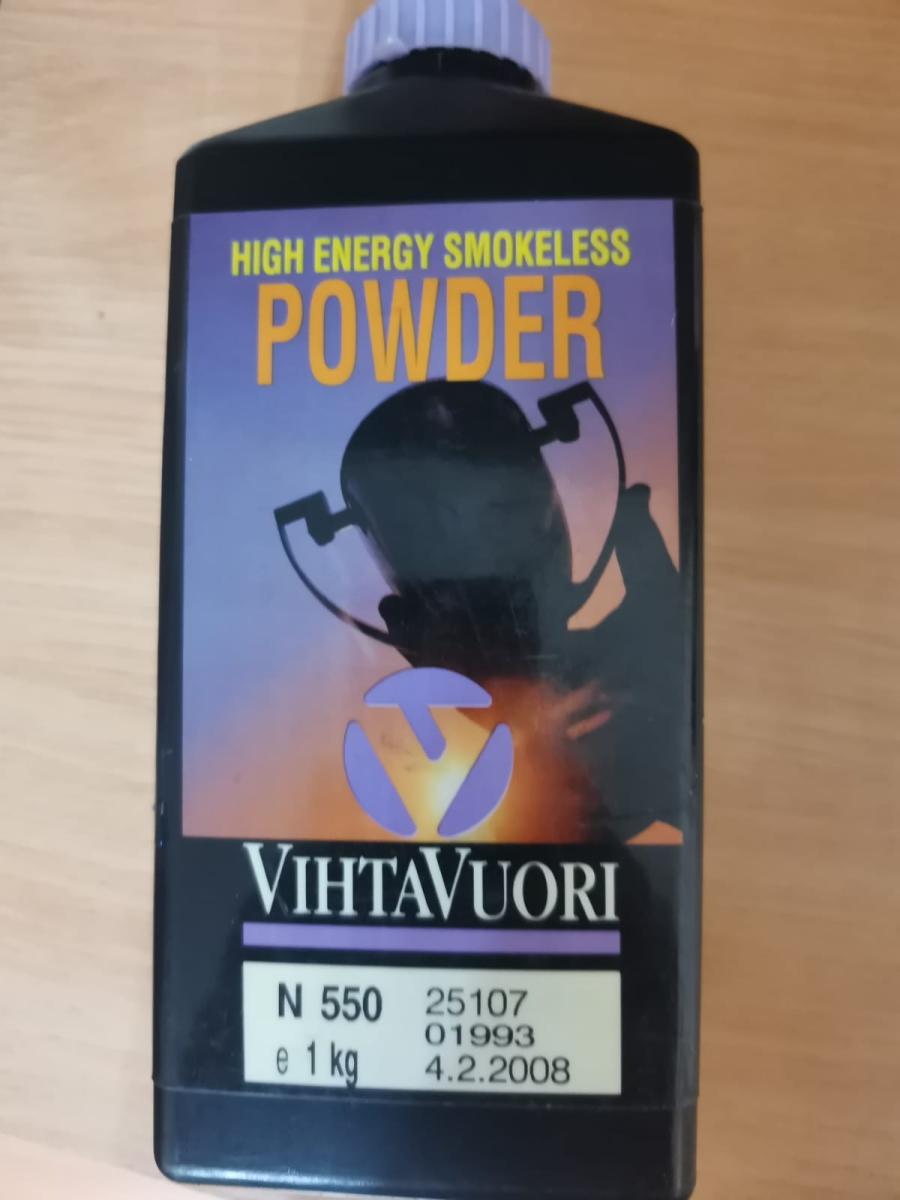 HIGH ENERGY SMOKELESS
POWDER
VIHTAVUORI
N 550
e 1 kg
25107
01993
4.2.2008